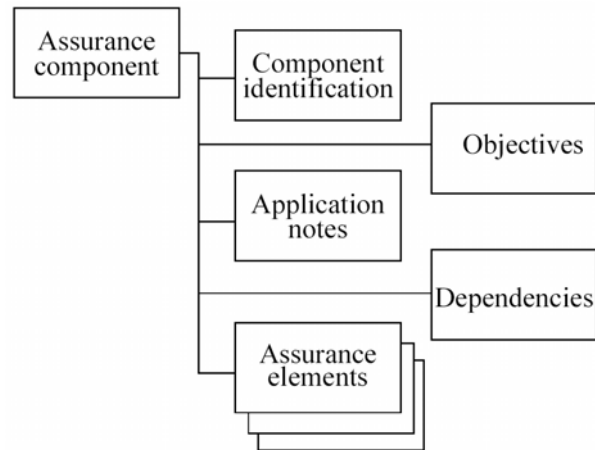 Assurance
component
Component
identification
Objectives
Application
notes
Dependencies
Assurance
elements